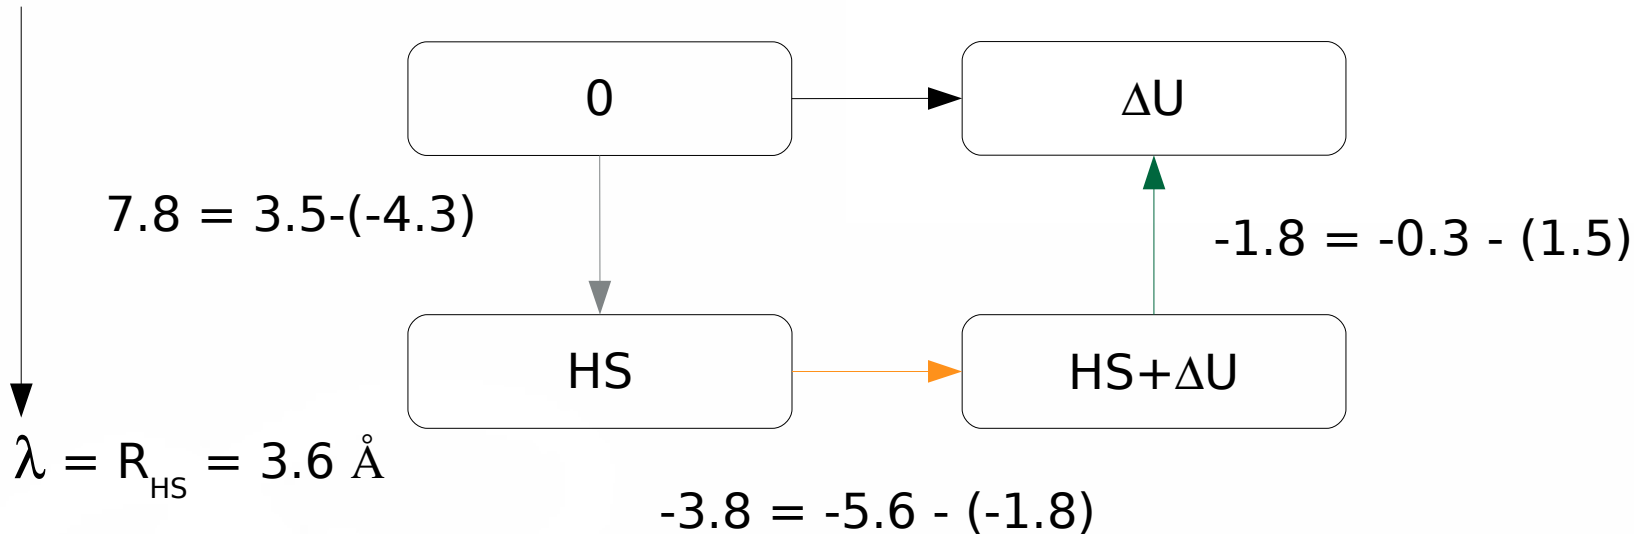 0
ΔU
7.8 = 3.5-(-4.3)
-1.8 = -0.3 - (1.5)
HS
HS+ΔU
λ = R_HS = 3.6 Å
-3.8 = -5.6 - (-1.8)